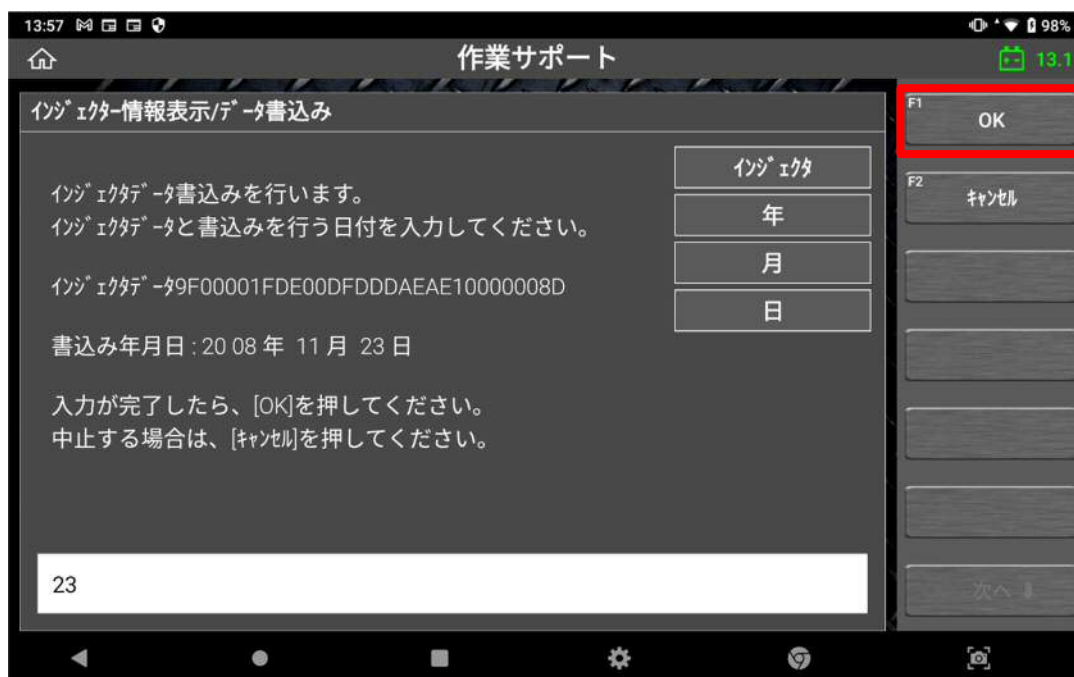 13:57
98%
作業サポート
13.1
ｲﾝｼﾞｪｸﾀｰ情報表示/ﾃﾞｰﾀ書込み
ｲﾝｼﾞｪｸﾀﾃﾞｰﾀ書込みを行います。
ｲﾝｼﾞｪｸﾀﾃﾞｰﾀと書込みを行う日付を入力してください。
ｲﾝｼﾞｪｸﾀﾃﾞｰﾀ9F00001FDE00DFDDDAEAE10000008D
書込み年月日 : 20 08 年 11 月 23 日
入力が完了したら、[OK]を押してください。
中止する場合は、[ｷｬﾝｾﾙ]を押してください。
ｲﾝｼﾞｪｸﾀ
年
月
日
23
F1
OK
F2
ｷｬﾝｾﾙ
次へ ⬇